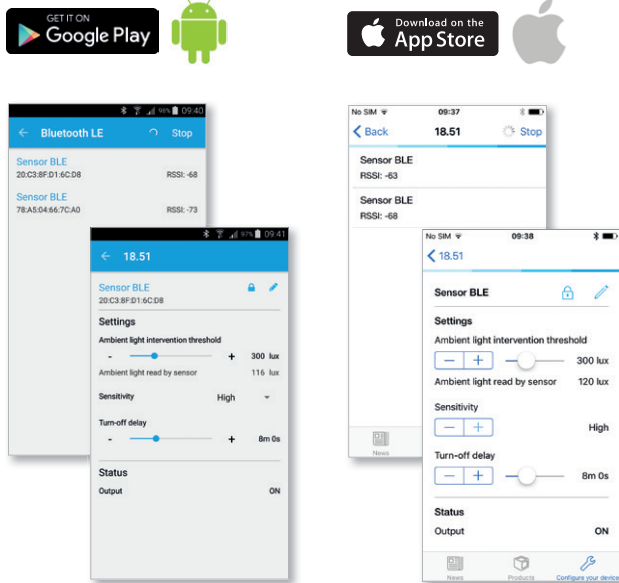 GET IT ON
Google Play
Download on the
App Store
09:40
98%
Bluetooth LE
Stop
Sensor BLE
20:C3:8F:D1:6C:D8 RSSI: -68
Sensor BLE
78:A5:04:66:7C:A0 RSSI: -73
97% 09:41
18.51
Sensor BLE
20:C3:8F:D1:6C:D8
Settings
Ambient light intervention threshold
- + 300 lux
Ambient light read by sensor 116 lux
Sensitivity High
Turn-off delay
- + 8m 0s
Status
Output ON
No SIM 09:37
Back 18.51 Stop
Sensor BLE
RSSI: -63
Sensor BLE
RSSI: -68
News
No SIM 09:38
18.51
Sensor BLE
Settings
Ambient light intervention threshold
- + 300 lux
Ambient light read by sensor 120 lux
Sensitivity
- + High
Turn-off delay
- + 8m 0s
Status
Output ON
News Products Configure your device